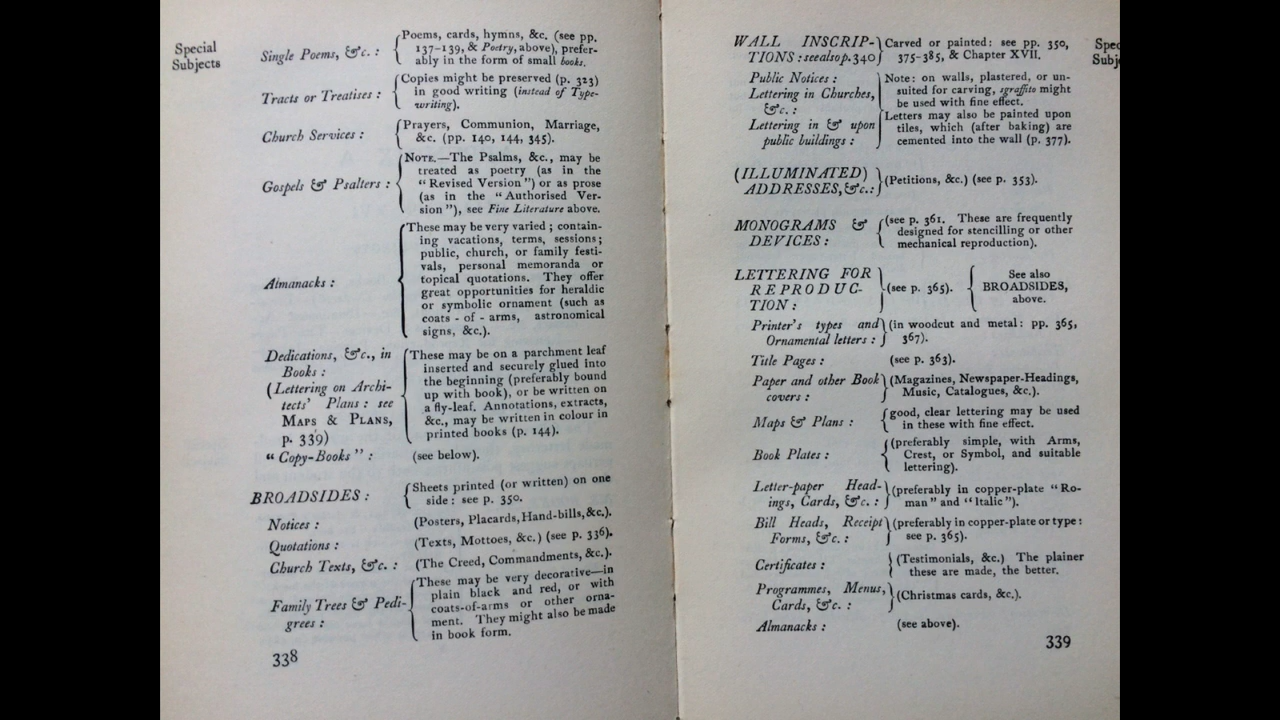 Special
Subjects
Single Poems, &c. : Poems, cards, hymns, &c. (see pp.
137-139, & Poetry, above), prefer-
ably in the form of small books.
Tracts or Treatises : Copies might be preserved (p. 323)
in good writing (instead of Type-
writing).
Church Services : Prayers, Communion, Marriage,
&c. (pp. 140, 144, 345).
Gospels & Psalters : NOTE.—The Psalms, &c., may be
treated as poetry (as in the
“ Revised Version ”) or as prose
(as in the “ Authorised Ver-
sion ”), see Fine Literature above.
Almanacks : These may be very varied ; contain-
ing vacations, terms, sessions ;
public, church, or family festi-
vals, personal memoranda or
topical quotations. They offer
great opportunities for heraldic
or symbolic ornament (such as
coats - of - arms, astronomical
signs, &c.).
Dedications, &c., in
Books :
(Lettering on Archi-
tects’ Plans : see
MAPS & PLANS,
p. 339)
These may be on a parchment leaf
inserted and securely glued into
the beginning (preferably bound
up with book), or be written on
a fly-leaf. Annotations, extracts,
&c., may be written in colour in
printed books (p. 144).
“ Copy-Books ” : (see below).
BROADSIDES : Sheets printed (or written) on one
side : see p. 350.
Notices : (Posters, Placards, Hand-bills, &c.).
Quotations : (Texts, Mottoes, &c.) (see p. 336).
Church Texts, &c. : (The Creed, Commandments, &c.).
Family Trees & Pedi-
grees :
These may be very decorative—in
plain black and red, or with
coats-of-arms or other orna-
ment. They might also be made
in book form.
338
WALL INSCRIP-
TIONS : see also p. 340
Carved or painted : see pp. 350,
375-385, & Chapter XVII.
Public Notices :
Lettering in Churches,
&c. :
Lettering in & upon
public buildings :
Note : on walls, plastered, or un-
suited for carving, sgraffito might
be used with fine effect.
Letters may also be painted upon
tiles, which (after baking) are
cemented into the wall (p. 377).
(ILLUMINATED)
ADDRESSES, &c. :
(Petitions, &c.) (see p. 353).
MONOGRAMS &
DEVICES :
(see p. 361. These are frequently
designed for stencilling or other
mechanical reproduction).
LETTERING FOR
REPRODUC-
TION :
(see p. 365).
See also
BROADSIDES,
above.
Printer’s types and
Ornamental letters :
(in woodcut and metal : pp. 365,
367).
Title Pages : (see p. 363).
Paper and other Book
covers :
(Magazines, Newspaper-Headings,
Music, Catalogues, &c.).
Maps & Plans : good, clear lettering may be used
in these with fine effect.
Book Plates : (preferably simple, with Arms,
Crest, or Symbol, and suitable
lettering).
Letter-paper Head-
ings, Cards, &c. :
(preferably in copper-plate “ Ro-
man ” and “ Italic ”).
Bill Heads, Receipt
Forms, &c. :
(preferably in copper-plate or type :
see p. 365).
Certificates : (Testimonials, &c.) The plainer
these are made, the better.
Programmes, Menus,
Cards, &c. :
(Christmas cards, &c.).
Almanacks : (see above).
339